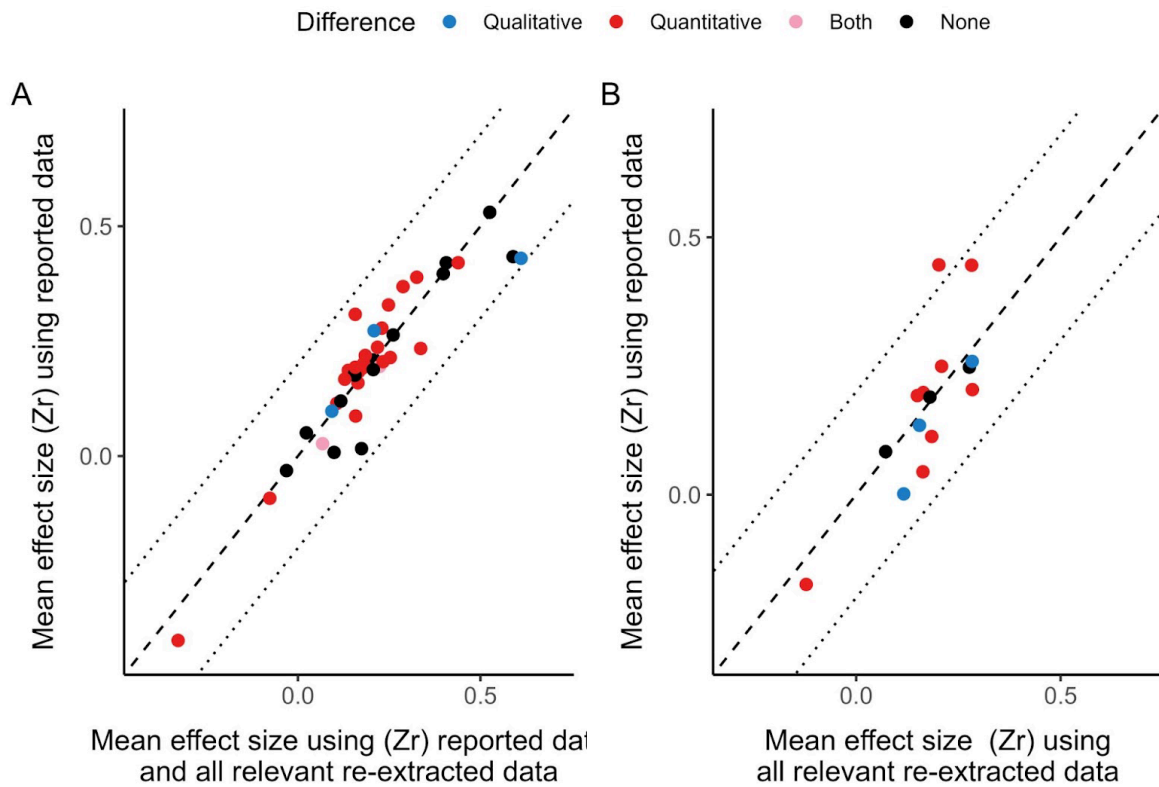 Difference Qualitative Quantitative Both None
A
Mean effect size (Zr) using reported data
0.5
0.0
0.0 0.5
Mean effect size using (Zr) reported dat
and all relevant re-extracted data
B
Mean effect size (Zr) using reported data
0.5
0.0
0.0 0.5
Mean effect size (Zr) using
all relevant re-extracted data